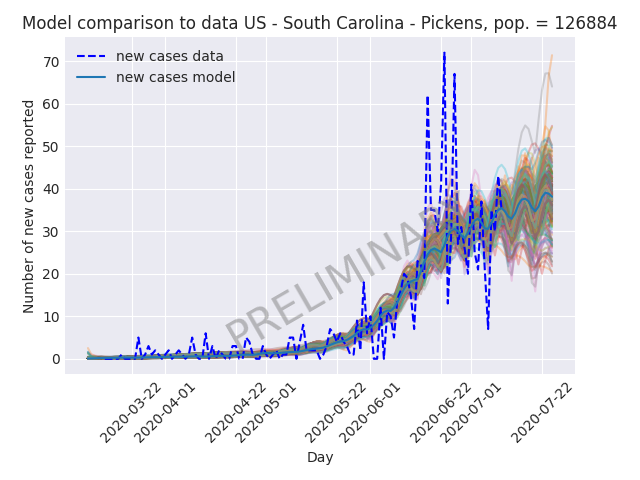 Model comparison to data US - South Carolina - Pickens, pop. = 126884
new cases data
new cases model
70
60
50
40
30
20
10
0
Number of new cases reported
PRELIMINA
2020-03-22
2020-04-01
2020-04-22
2020-05-01
2020-05-22
2020-06-01
2020-06-22
2020-07-01
2020-07-22
Day